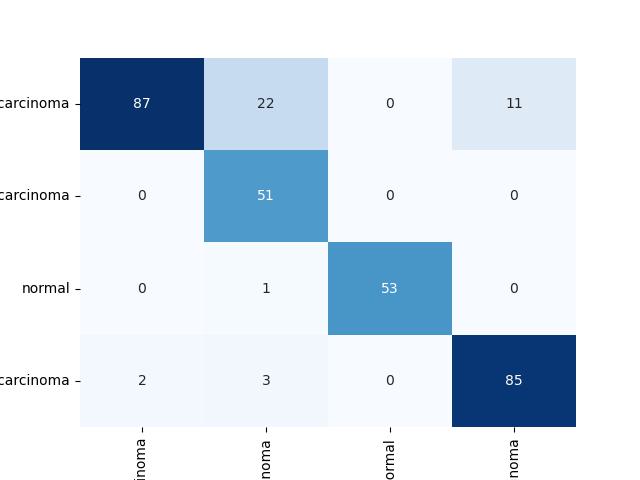 carcinoma 87 22 0 11
carcinoma 0 51 0 0
normal 0 1 53 0
carcinoma 2 3 0 85
inoma noma ormal noma